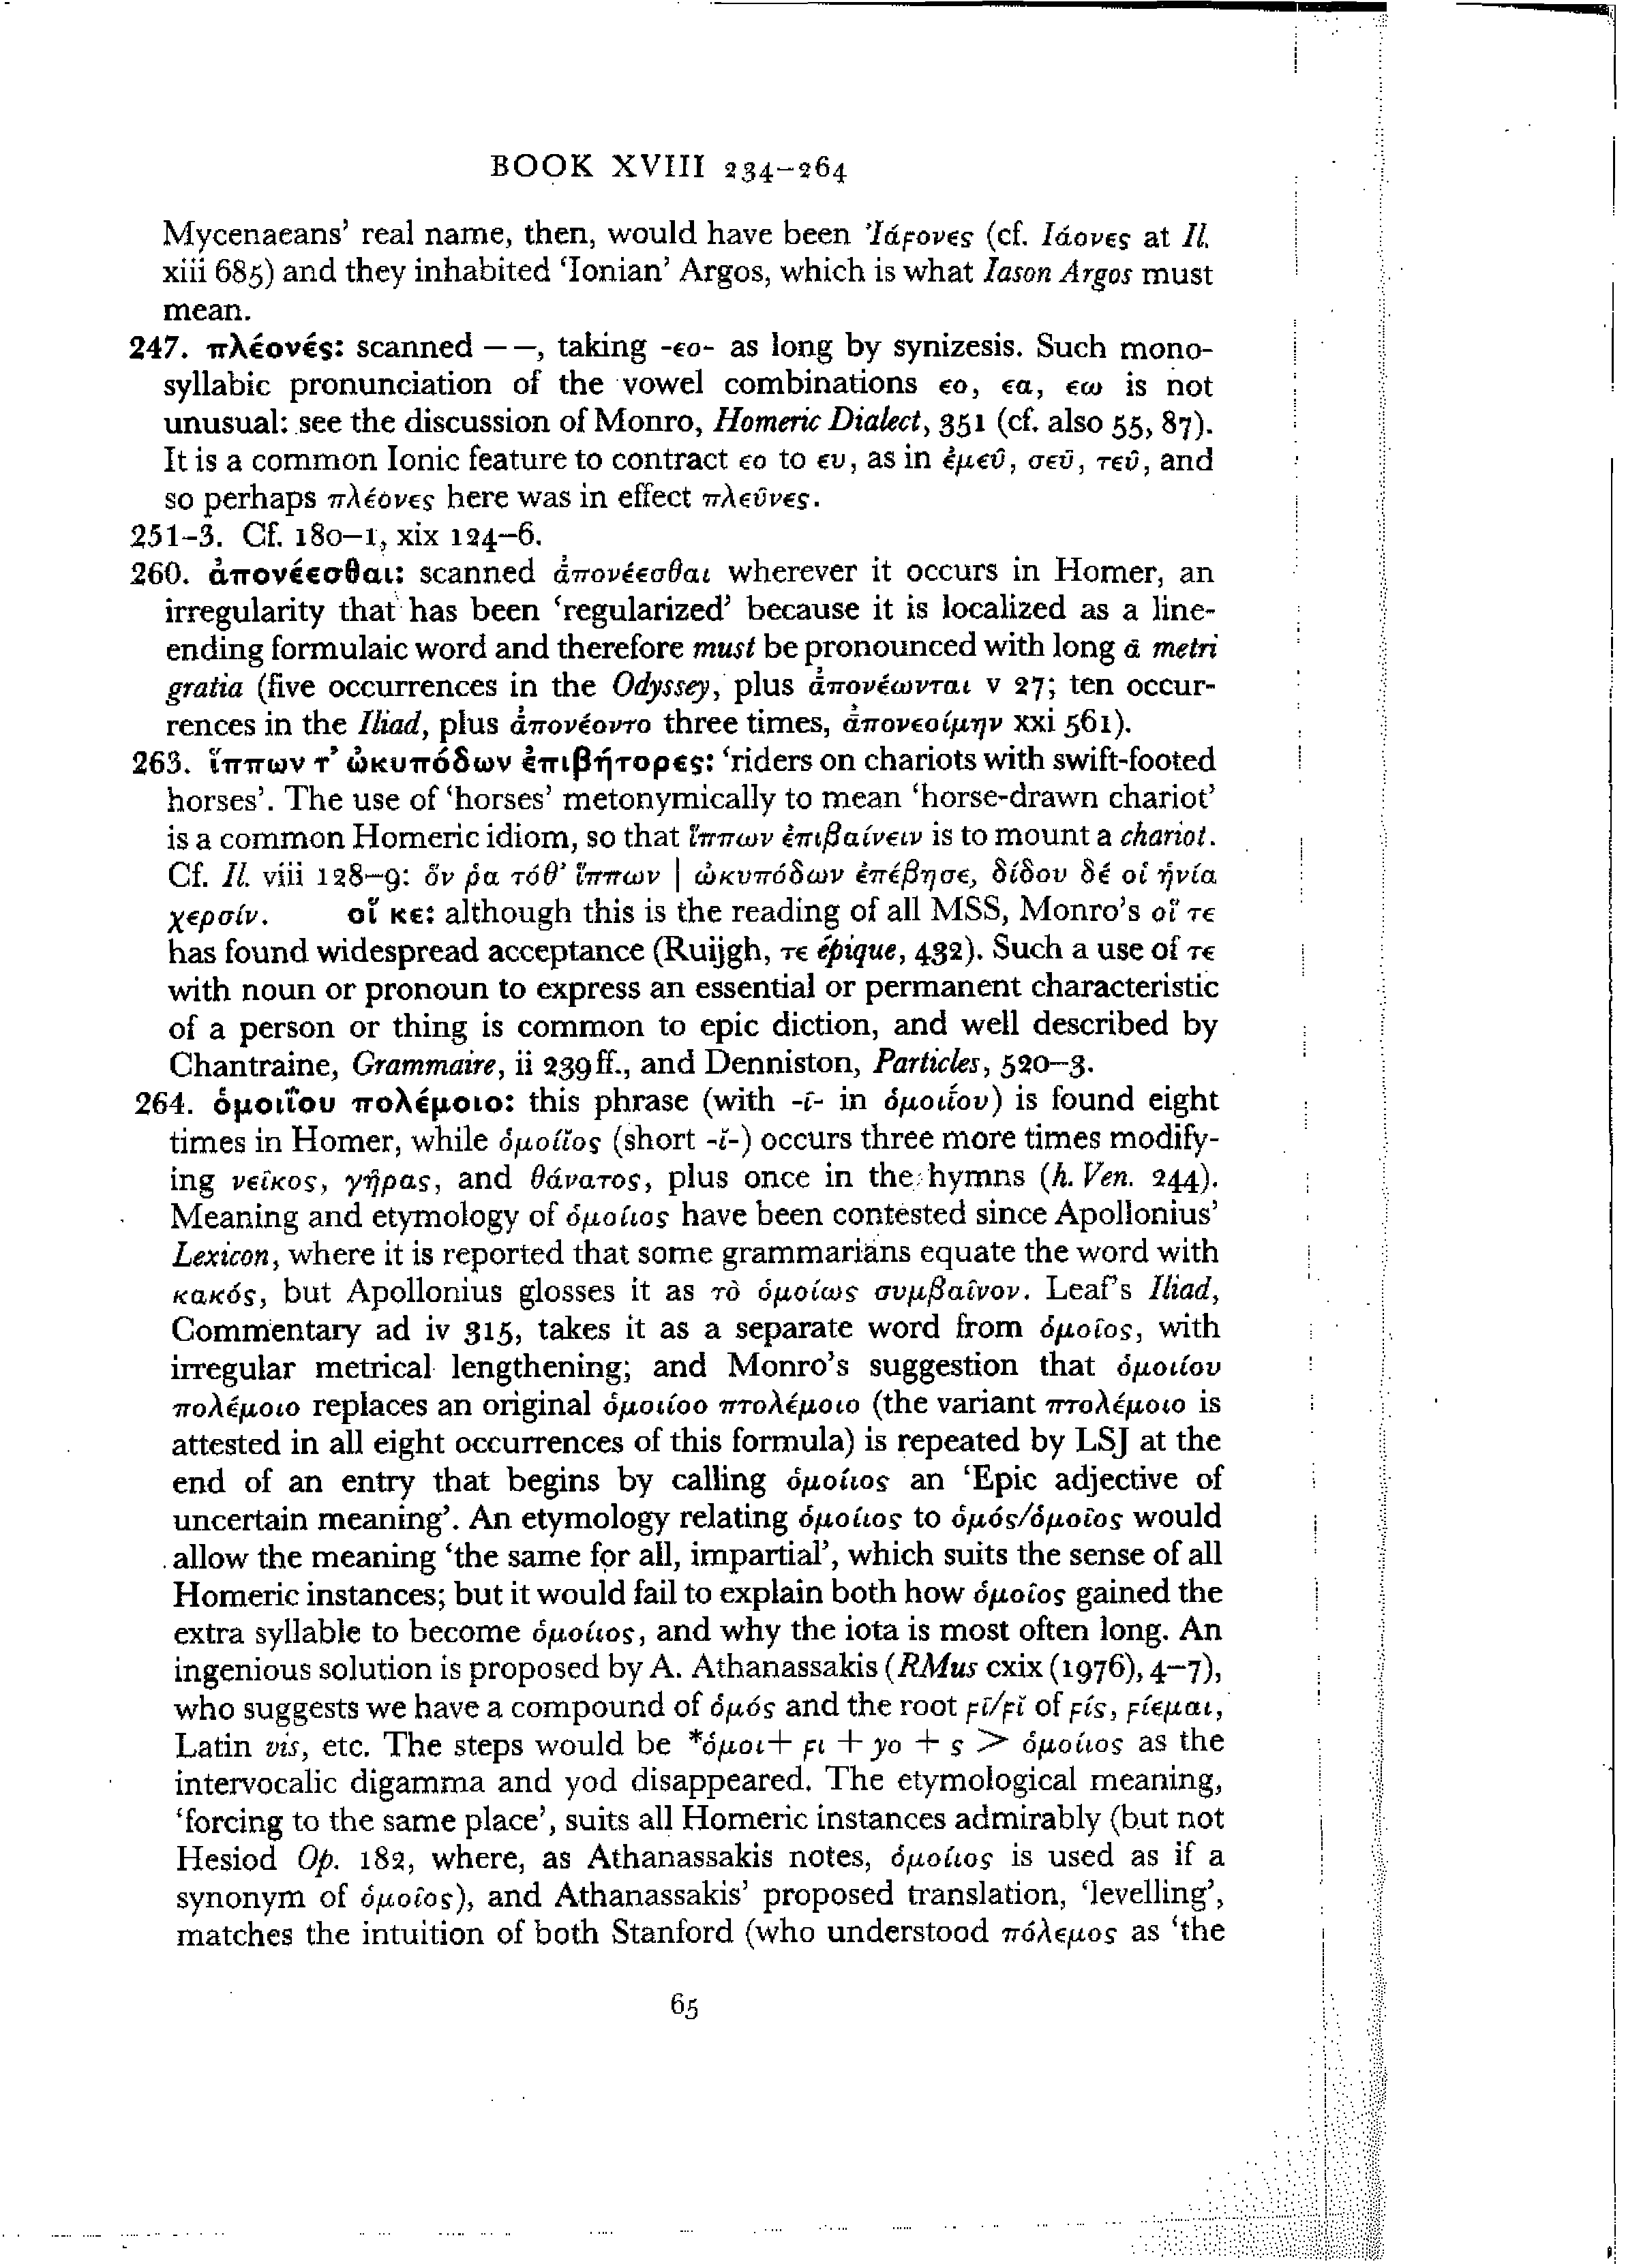 BOOK XVIII 234–264
Mycenaeans’ real name, then, would have been Ἰάϝονες (cf. Ιάονες at Il.
xiii 685) and they inhabited ‘Ionian’ Argos, which is what Iason Argos must
mean.
247. πλέονές: scanned – –, taking -εο- as long by synizesis. Such mono-
syllabic pronunciation of the vowel combinations εο, εα, εω is not
unusual: see the discussion of Monro, Homeric Dialect, 351 (cf. also 55, 87).
It is a common Ionic feature to contract εο to ευ, as in ἐμεῦ, σεῦ, τεῦ, and
so perhaps πλέονες here was in effect πλεῦνες.
251–3. Cf. 180–1, xix 124–6.
260. ἀπονέεσθαι: scanned ἀ̄πονέεσθαι wherever it occurs in Homer, an
irregularity that has been ‘regularized’ because it is localized as a line-
ending formulaic word and therefore must be pronounced with long ᾱ metri
gratia (five occurrences in the Odyssey, plus ἀ̄πονέωνται v 27; ten occur-
rences in the Iliad, plus ἀ̄πονέοντο three times, ἀ̄πονεοίμην xxi 561).
263. ἵππων τ’ ὠκυπόδων ἐπιβήτορες: ‘riders on chariots with swift-footed
horses’. The use of ‘horses’ metonymically to mean ‘horse-drawn chariot’
is a common Homeric idiom, so that ἵππων ἐπιβαίνειν is to mount a chariot.
Cf. Il. viii 128–9: ὅν ῥα τόθ’ ἵππων | ὠκυπόδων ἐπέβησε, δίδου δέ οἱ ἡνία
χερσίν. οἵ κε: although this is the reading of all MSS, Monro’s οἵ τε
has found widespread acceptance (Ruijgh, τε épique, 432). Such a use of τε
with noun or pronoun to express an essential or permanent characteristic
of a person or thing is common to epic diction, and well described by
Chantraine, Grammaire, ii 239 ff., and Denniston, Particles, 520–3.
264. ὁμοιΐου πολέμοιο: this phrase (with -ῑ- in ὁμοιῑ́ου) is found eight
times in Homer, while ὁμοίῐος (short -ῐ-) occurs three more times modify-
ing νεῖκος, γῆρας, and θάνατος, plus once in the hymns (h. Ven. 244).
Meaning and etymology of ὁμοίιος have been contested since Apollonius’
Lexicon, where it is reported that some grammarians equate the word with
κακός, but Apollonius glosses it as τὸ ὁμοίως συμβαῖνον. Leaf’s Iliad,
Commentary ad iv 315, takes it as a separate word from ὁμοῖος, with
irregular metrical lengthening; and Monro’s suggestion that ὁμοιίου
πολέμοιο replaces an original ὁμοιίοο πτολέμοιο (the variant πτολέμοιο is
attested in all eight occurrences of this formula) is repeated by LSJ at the
end of an entry that begins by calling ὁμοίιος an ‘Epic adjective of
uncertain meaning’. An etymology relating ὁμοίιος to ὁμός/ὁμοῖος would
allow the meaning ‘the same for all, impartial’, which suits the sense of all
Homeric instances; but it would fail to explain both how ὁμοῖος gained the
extra syllable to become ὁμοίιος, and why the iota is most often long. An
ingenious solution is proposed by A. Athanassakis (RMus cxix (1976), 4–7),
who suggests we have a compound of ὁμός and the root ϝῑ/ϝῐ of ϝίς, ϝίεμαι,
Latin vis, etc. The steps would be *ὁμοι+ ϝι + yo + ς > ὁμοίιος as the
intervocalic digamma and yod disappeared. The etymological meaning,
‘forcing to the same place’, suits all Homeric instances admirably (but not
Hesiod Op. 182, where, as Athanassakis notes, ὁμοίιος is used as if a
synonym of ὁμοῖος), and Athanassakis’ proposed translation, ‘levelling’,
matches the intuition of both Stanford (who understood πόλεμος as ‘the
65